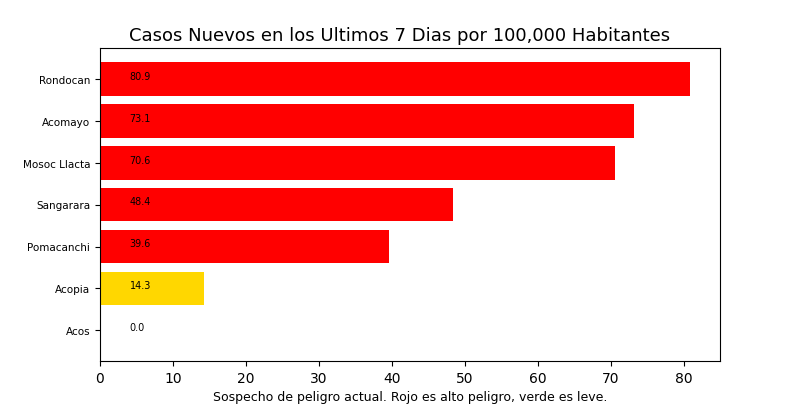 Casos Nuevos en los Ultimos 7 Dias por 100,000 Habitantes
Rondocan 80.9
Acomayo 73.1
Mosoc Llacta 70.6
Sangarara 48.4
Pomacanchi 39.6
Acopia 14.3
Acos 0.0
0 10 20 30 40 50 60 70 80
Sospecho de peligro actual. Rojo es alto peligro, verde es leve.